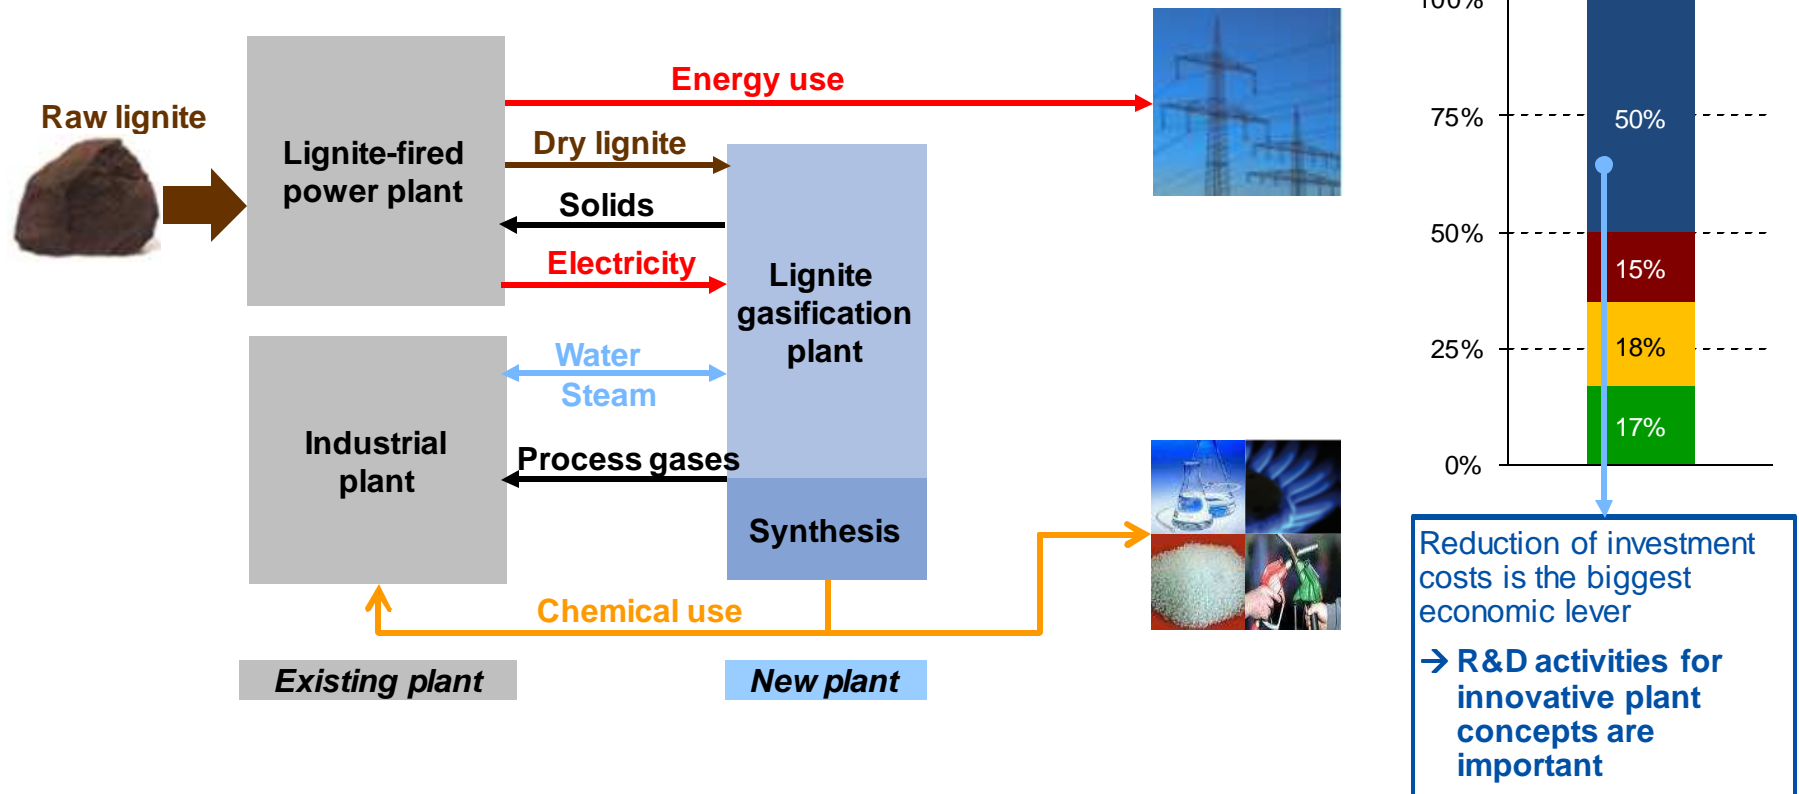 Raw lignite
Lignite-fired
power plant
Energy use
Dry lignite
Solids
Electricity
Lignite
gasification
plant
Water
Steam
Industrial
plant
Process gases
Synthesis
Chemical use
Existing plant
New plant
100%
75%
50%
25%
0%
50%
15%
18%
17%
Reduction of investment
costs is the biggest
economic lever
→ R&D activities for
innovative plant
concepts are
important